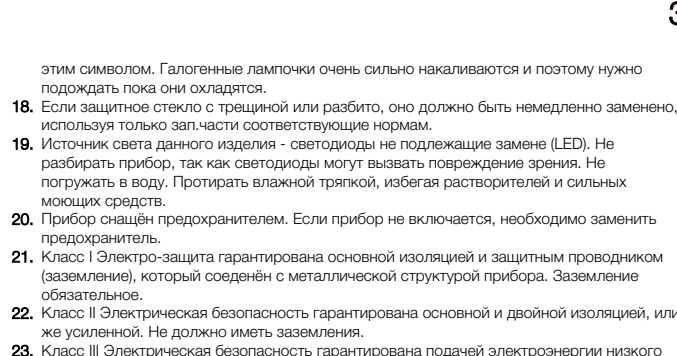 этим символом. Галогенные лампочки очень сильно накаливаются и поэтому нужно
подождать пока они охладятся.
18. Если защитное стекло с трещиной или разбито, оно должно быть немедленно заменено,
используя только зап.части соответствующие нормам.
19. Источник света данного изделия - светодиоды не подлежащие замене (LED). Не
разбирать прибор, так как светодиоды могут вызвать повреждение зрения. Не
погружать в воду. Протирать влажной тряпкой, избегая растворителей и сильных
моющих средств.
20. Прибор снащён предохранителем. Если прибор не включается, необходимо заменить
предохранитель.
21. Класс I Электро-защита гарантирована основной изоляцией и защитным проводником
(заземление), который соеденён с металлической структурой прибора. Заземление
обязательное.
22. Класс II Электрическая безопасность гарантирована основной и двойной изоляцией, или
же усиленной. Не должно иметь заземления.
23. Класс III Электрическая безопасность гарантирована подачей электроэнергии низкого